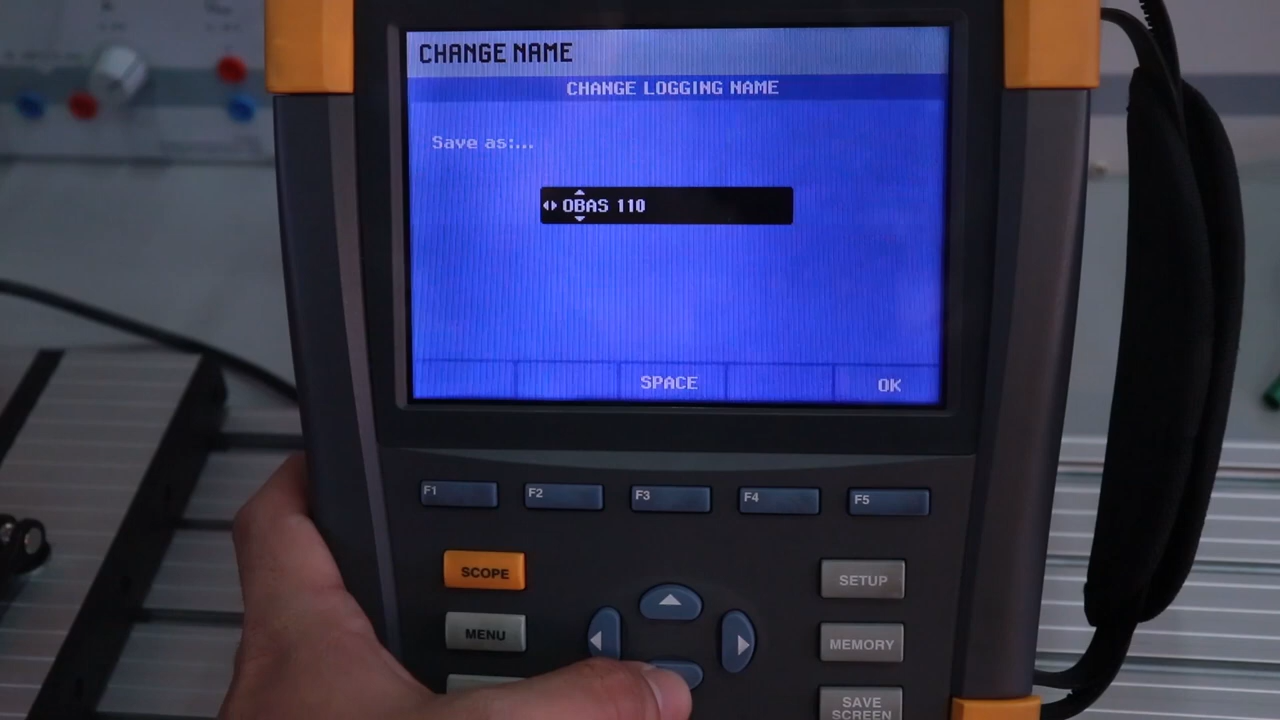 CHANGE NAME
CHANGE LOGGING NAME
Save as:...
OBAS 110
SPACE OK
F1 F2 F3 F4 F5
SCOPE
SETUP
MENU
MEMORY
SAVE
SCREEN